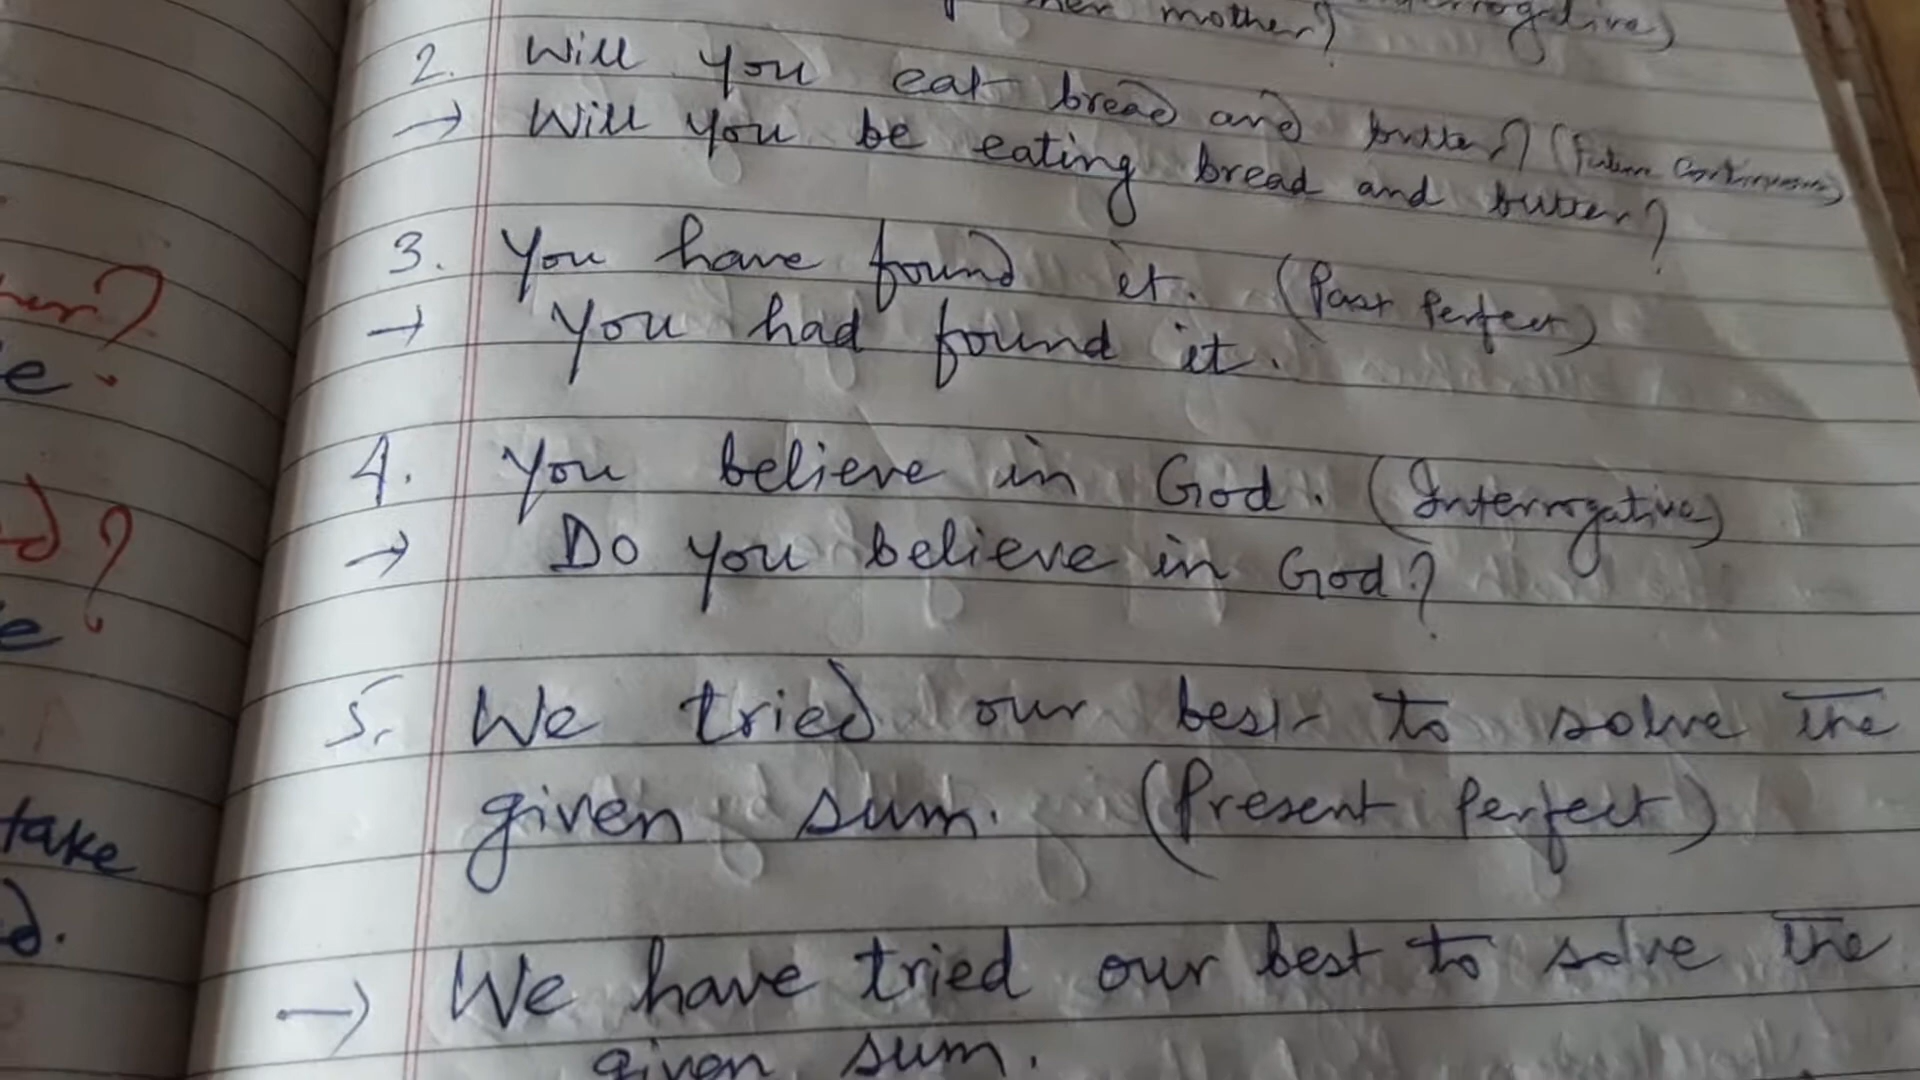 her mother? (Interrogative)
2. Will you eat bread and butter? (Future Continuous)
→ Will you be eating bread and butter?
3. You have found it. (Past Perfect)
→ You had found it.
4. You believe in God. (Interrogative)
→ Do you believe in God?
5. We tried our best to solve the
given sum. (Present Perfect)
→ We have tried our best to solve the
given sum.
e.
?
e
take
d.